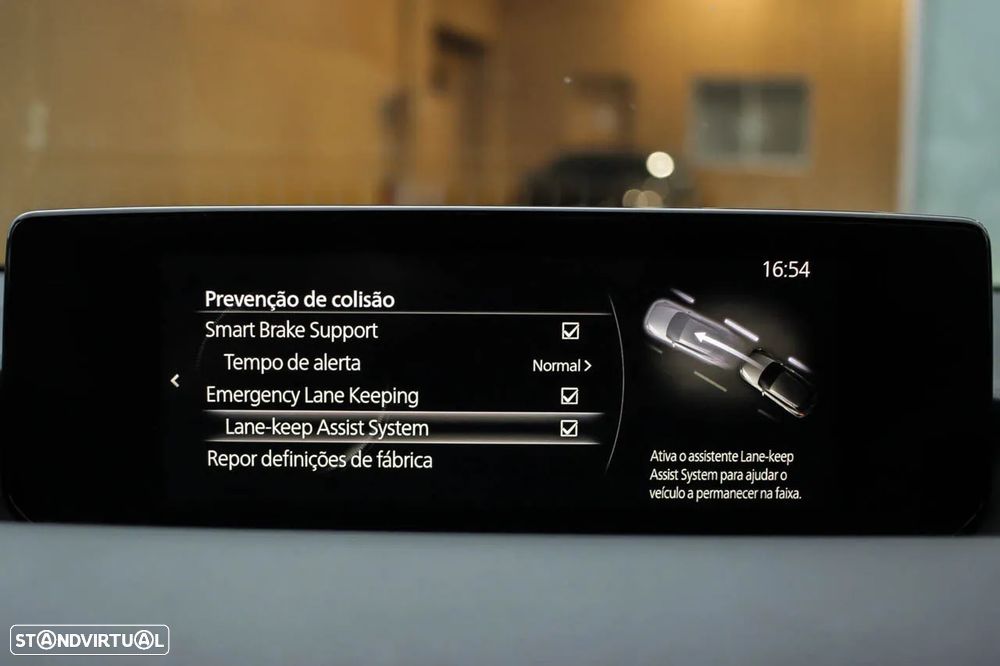 16:54
Prevenção de colisão
Smart Brake Support
Tempo de alerta
Normal
Emergency Lane Keeping
Lane-keep Assist System
Repor definições de fábrica
Ativa o assistente Lane-keep
Assist System para ajudar o
veículo a permanecer na faixa.
STANDVIRTUAL